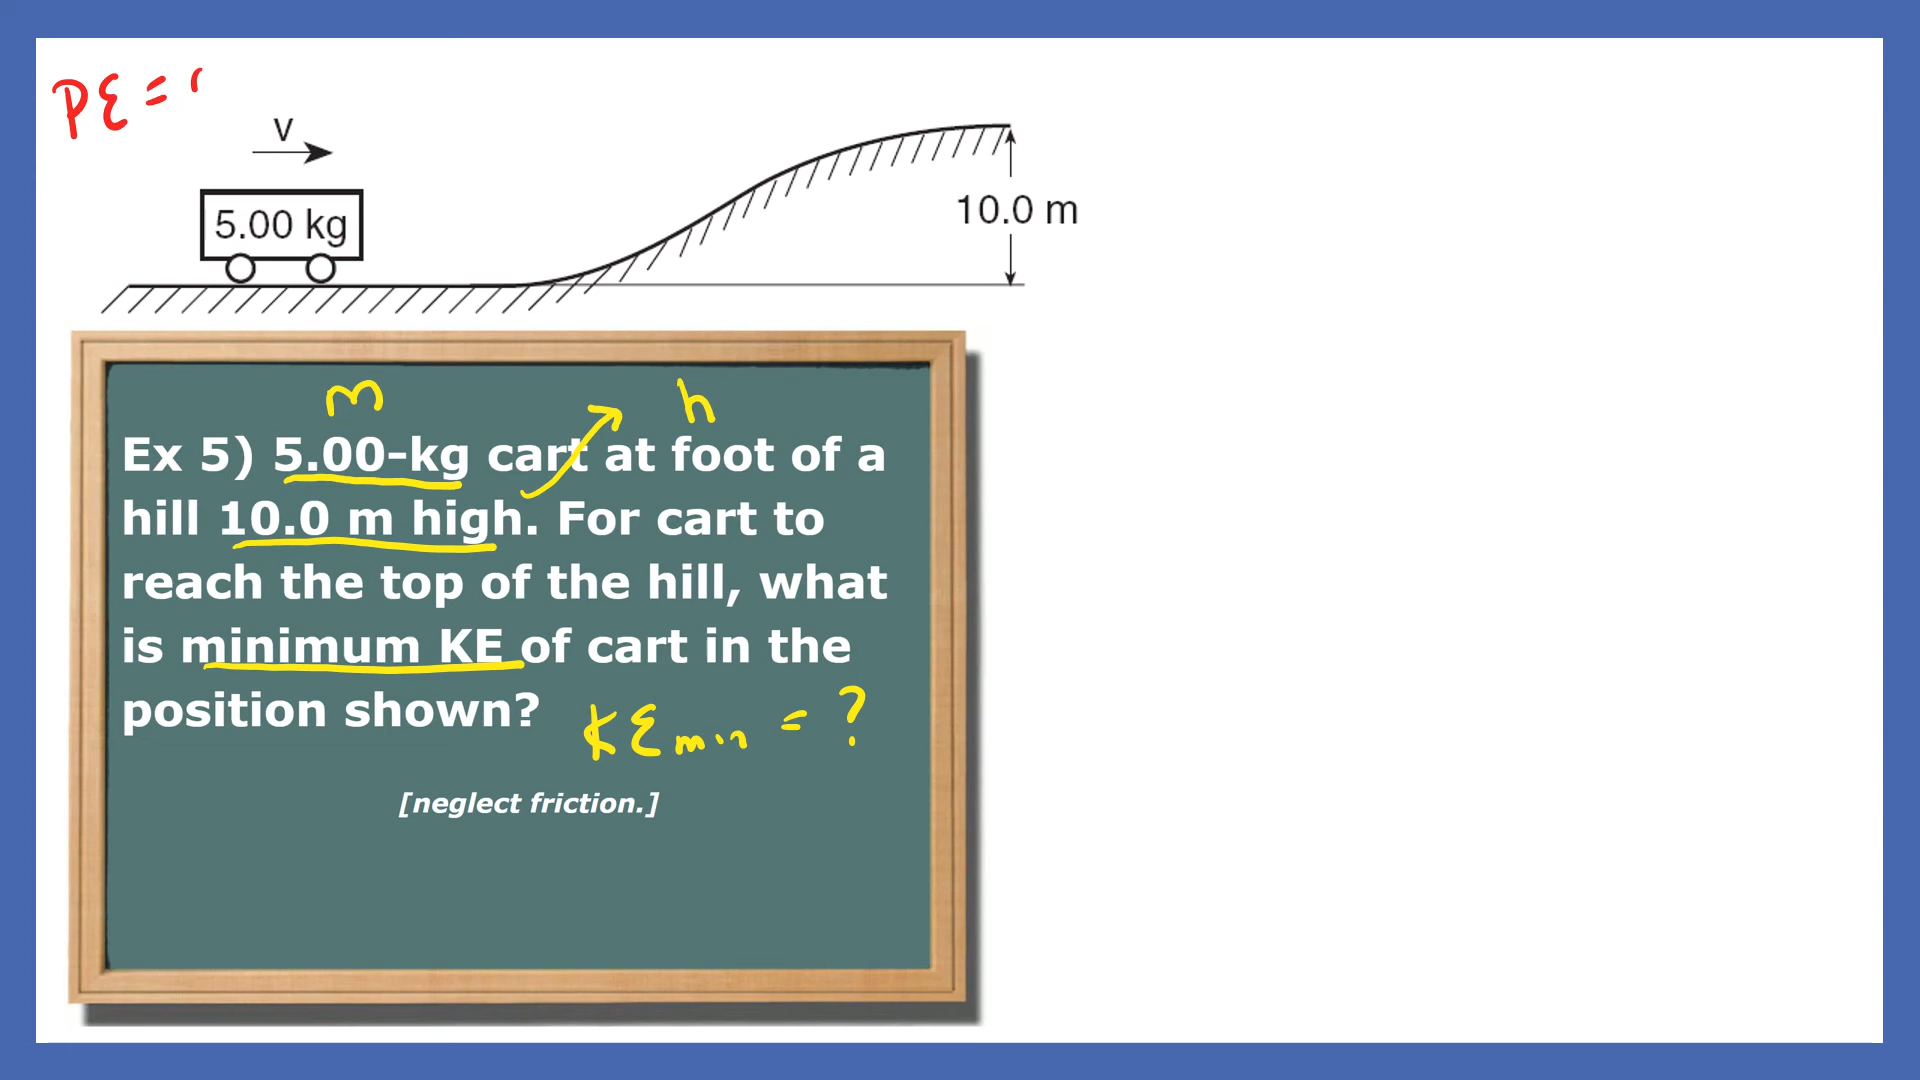 PE =
v
5.00 kg
10.0 m
m
h
Ex 5) 5.00-kg cart at foot of a
hill 10.0 m high. For cart to
reach the top of the hill, what
is minimum KE of cart in the
position shown?
KE min = ?
[neglect friction.]